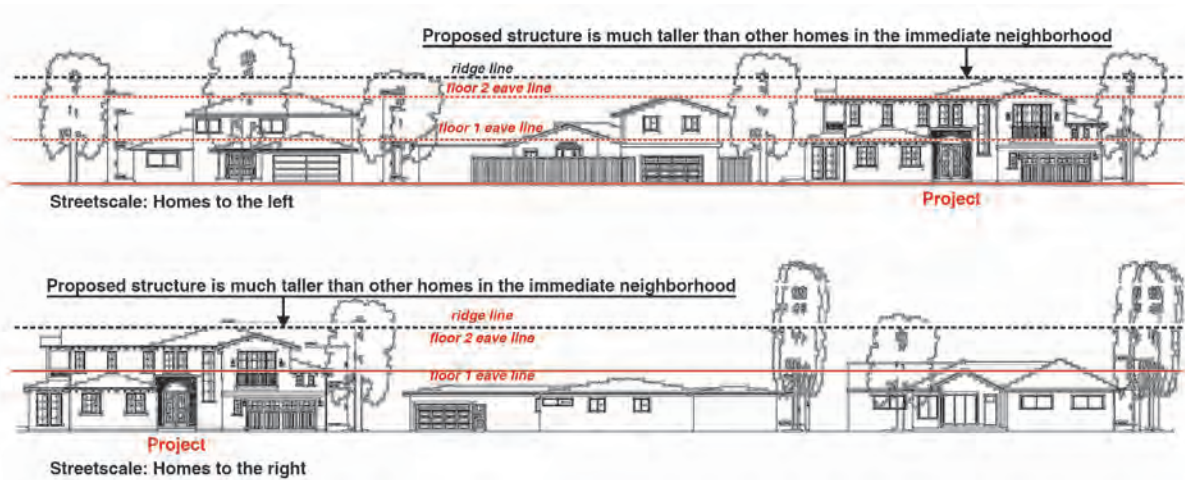 Proposed structure is much taller than other homes in the immediate neighborhood
ridge line
floor 2 eave line
floor 1 eave line
Project
Streetscale: Homes to the left
Proposed structure is much taller than other homes in the immediate neighborhood
ridge line
floor 2 eave line
floor 1 eave line
Project
Streetscale: Homes to the right